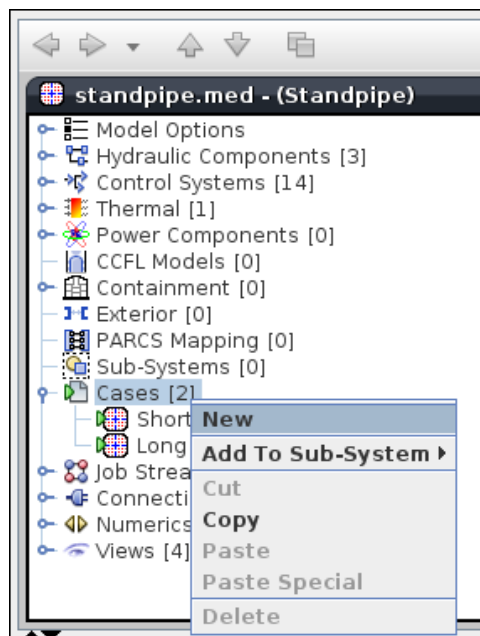 standpipe.med - (Standpipe)
Model Options
Hydraulic Components [3]
Control Systems [14]
Thermal [1]
Power Components [0]
CCFL Models [0]
Containment [0]
Exterior [0]
PARCS Mapping [0]
Sub-Systems [0]
Cases [2]
Short
Long
Job Strea
Connecti
Numerics
Views [4]
New
Add To Sub-System
Cut
Copy
Paste
Paste Special
Delete